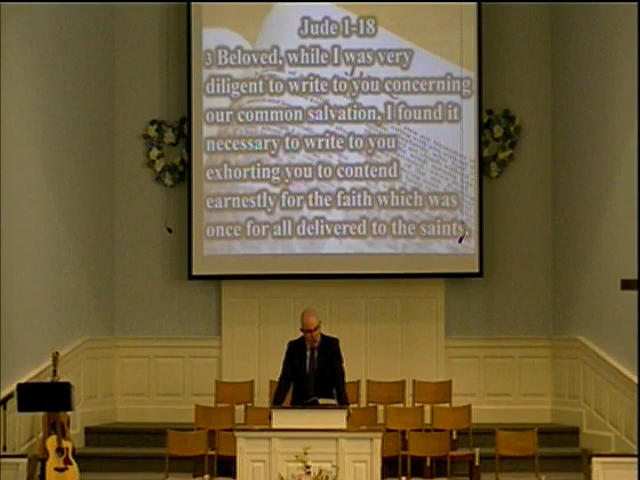 Jude 1-18
3 Beloved, while I was very
diligent to write to you concerning
our common salvation, I found it
necessary to write to you
exhorting you to contend
earnestly for the faith which was
once for all delivered to the saints.